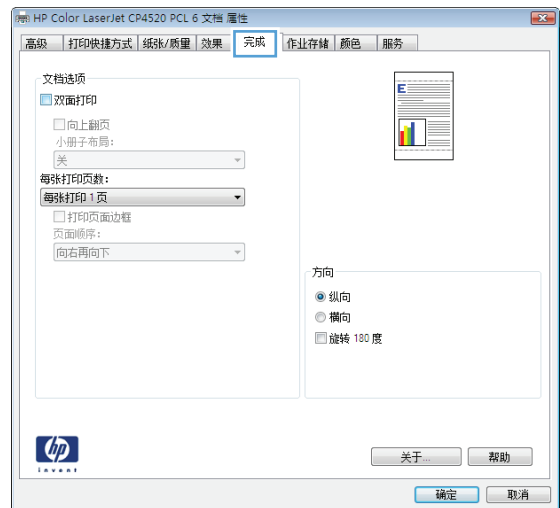 HP Color LaserJet CP4520 PCL 6 文档 属性
高级 打印快捷方式 纸张/质量 效果 完成 作业存储 颜色 服务
文档选项
双面打印
向上翻页
小册子布局:
关
每张打印页数:
每张打印 1 页
打印页面边框
页面顺序:
向右再向下
E
方向
纵向
横向
旋转 180 度
hp
invent
关于... 帮助
确定 取消